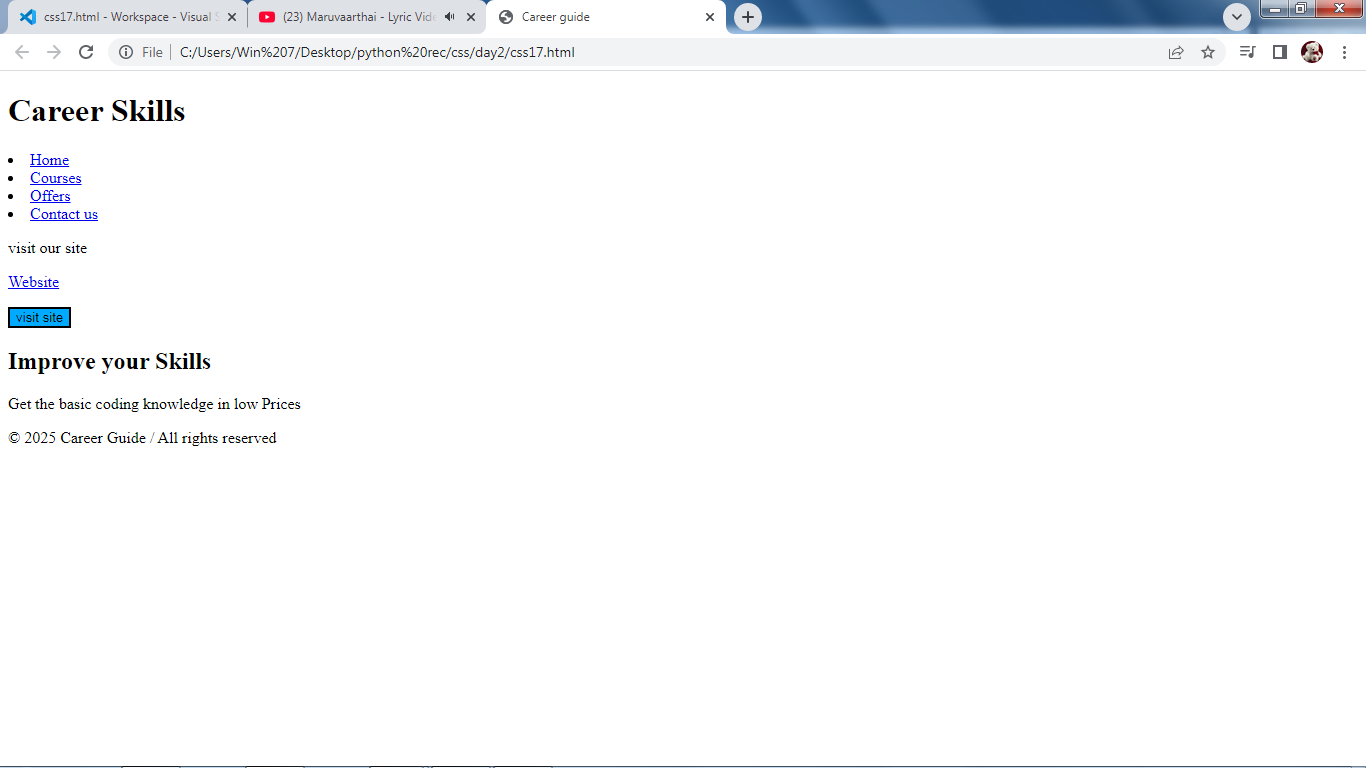 css17.html - Workspace - Visual S
(23) Maruvaarthai - Lyric Vide
Career guide
File
C:/Users/Win%207/Desktop/python%20rec/css/day2/css17.html
Career Skills
Home
Courses
Offers
Contact us
visit our site
Website
visit site
Improve your Skills
Get the basic coding knowledge in low Prices
© 2025 Career Guide / All rights reserved